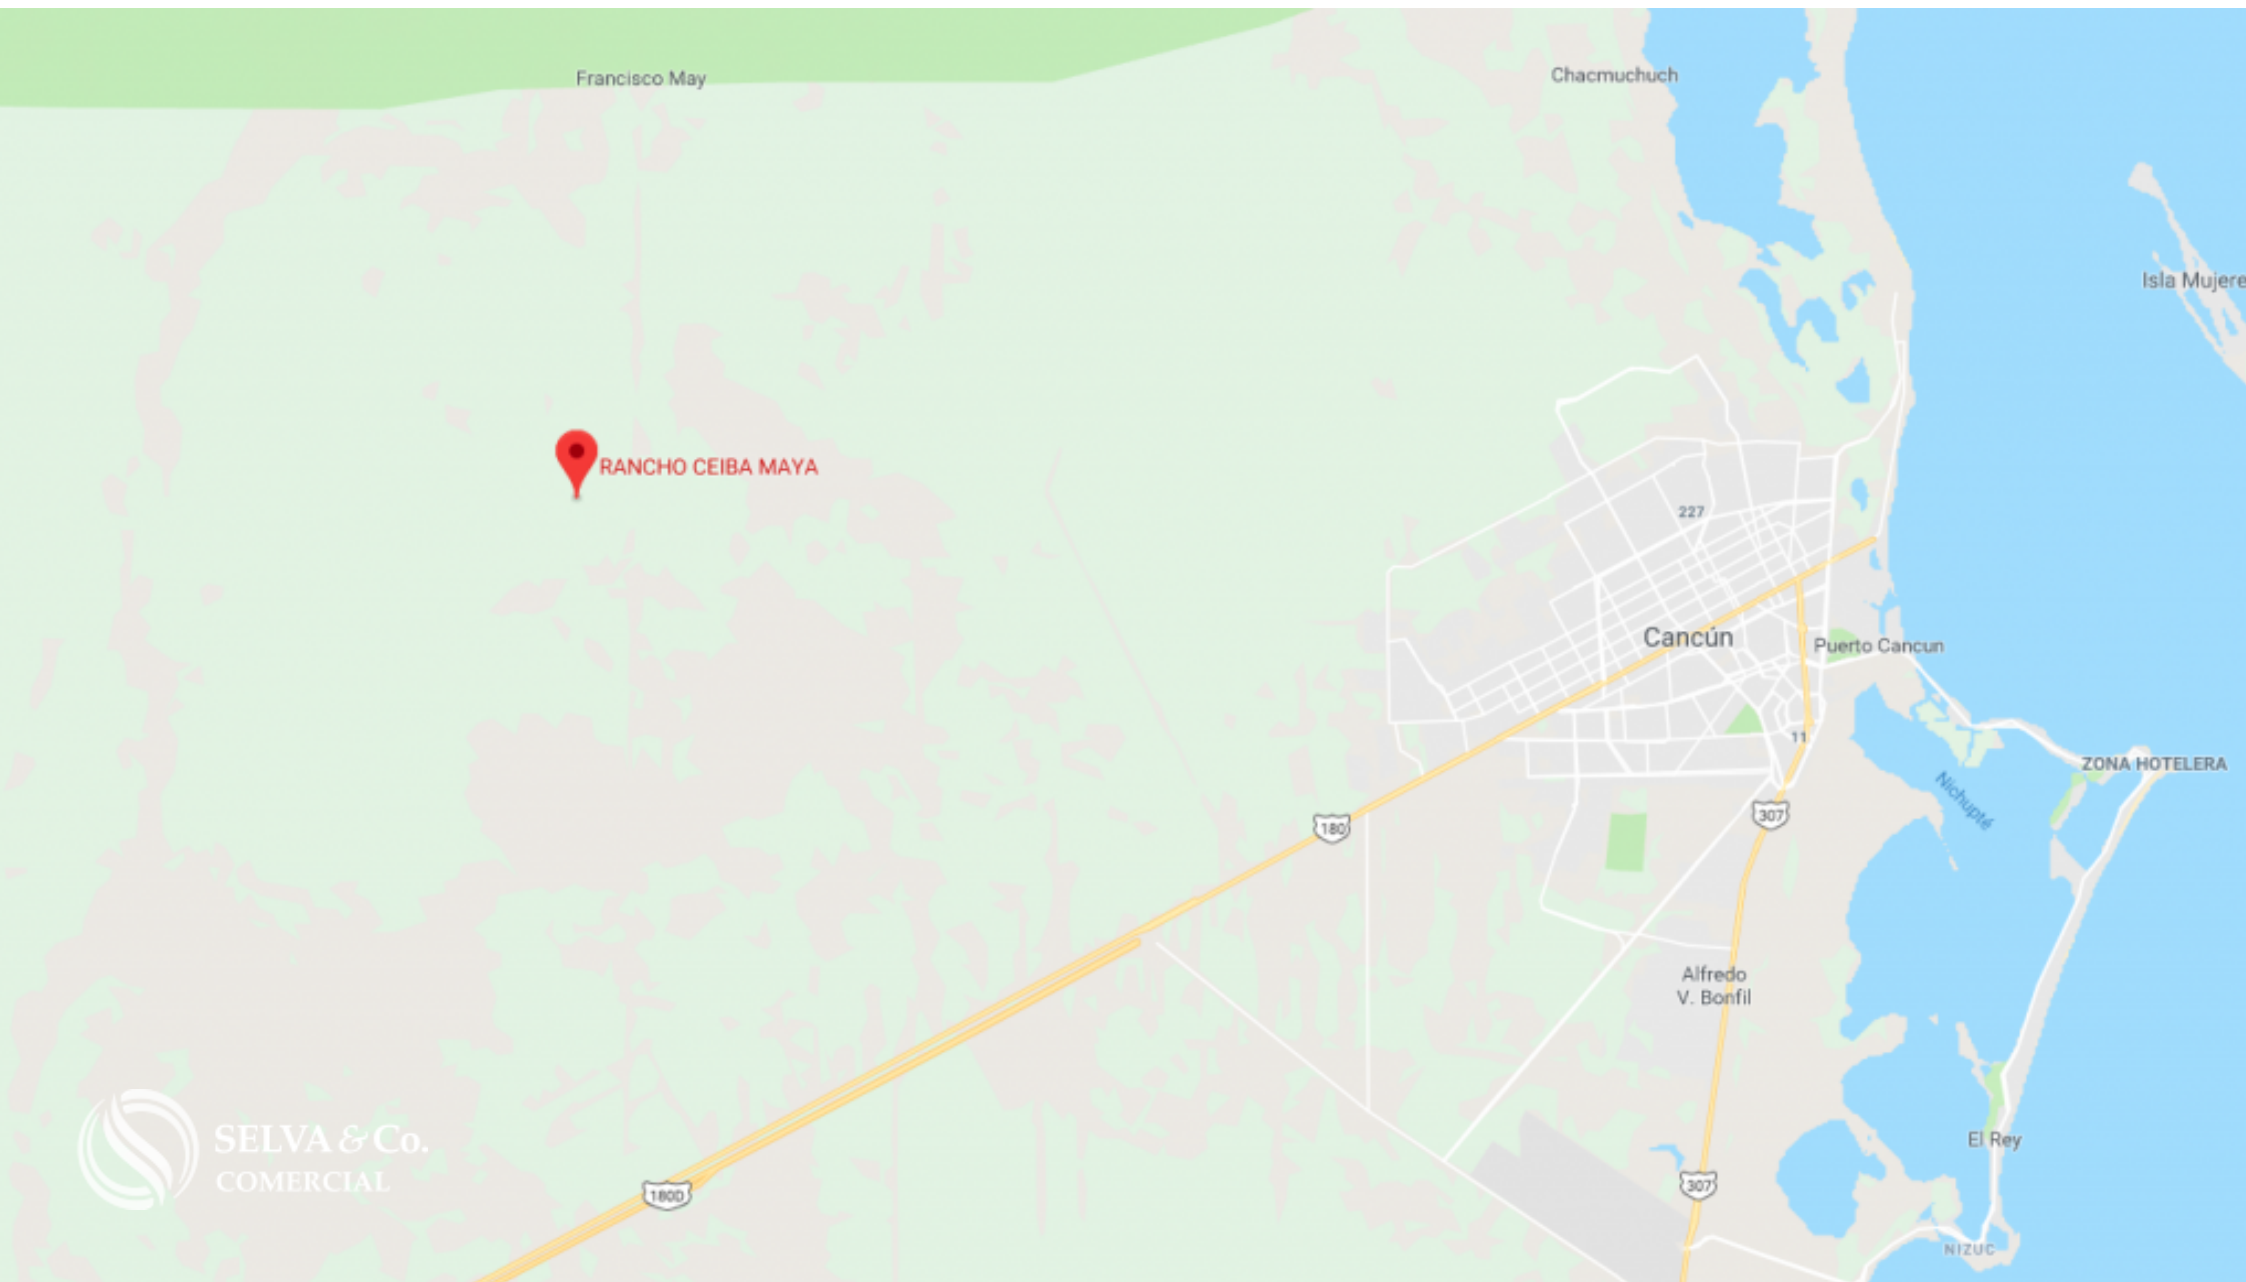 Francisco May
Chacmuchuch
Isla Mujere
RANCHO CEIBA MAYA
227
Cancún
Puerto Cancun
11
ZONA HOTELERA
Nichupté
180
307
Alfredo
V. Bonfil
SELVA & Co.
COMERCIAL
El Rey
180D
307
NIZUC